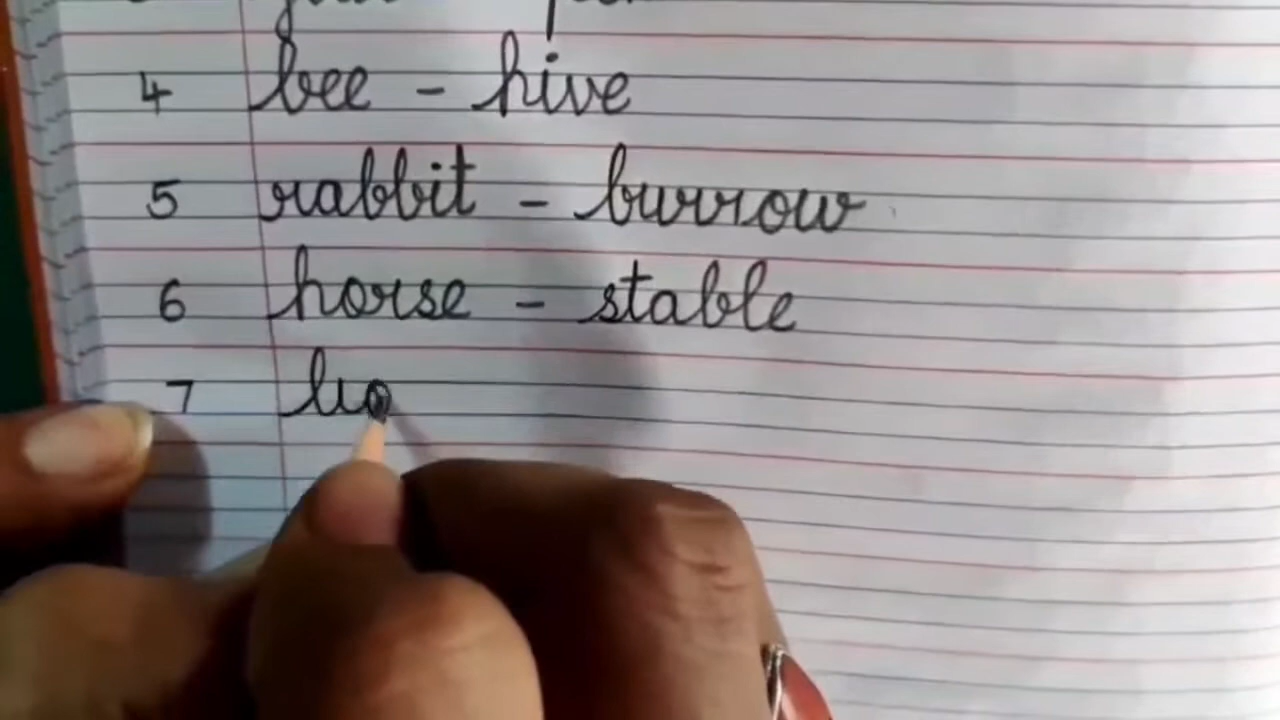 4 bee - hive
5 rabbit - burrow
6 horse - stable
7 lio